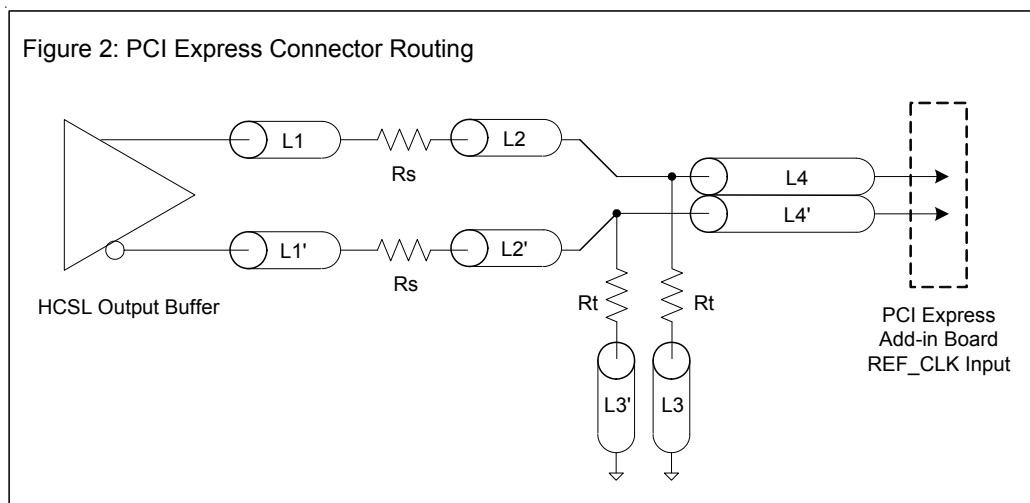 Figure 2: PCI Express Connector Routing
L1
Rs
L2
L4
L4'
L1'
Rs
L2'
HCSL Output Buffer
Rt
Rt
L3'
L3
PCI Express
Add-in Board
REF_CLK Input